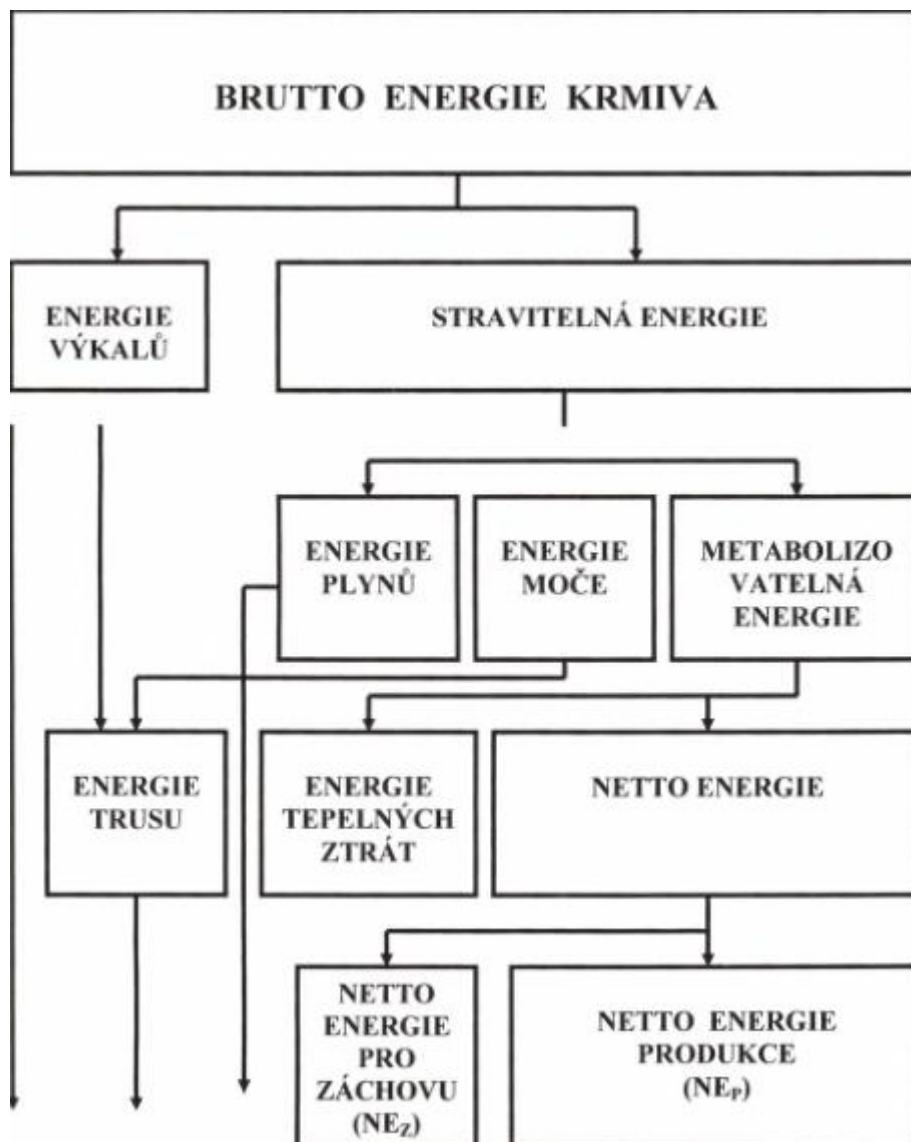 BRUTTO ENERGIE KRMIVA
ENERGIE
VÝKALŮ
STRAVITELNÁ ENERGIE
ENERGIE
PLYNŮ
ENERGIE
MOČE
METABOLIZO
VATELNÁ
ENERGIE
ENERGIE
TRUSU
ENERGIE
TEPELNÝCH
ZTRÁT
NETTO ENERGIE
NETTO
ENERGIE
PRO
ZÁCHOVU
(NEZ)
NETTO ENERGIE
PRODUKCE
(NEP)